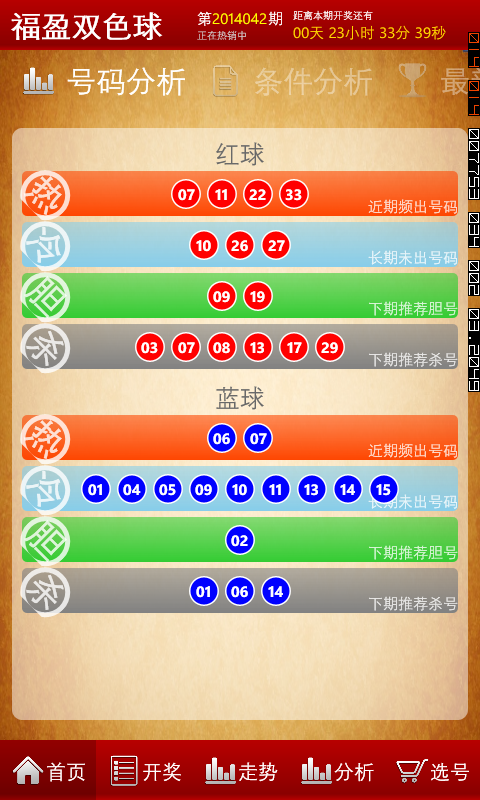 福盈双色球
第2014042期
正在热销中
距离本期开奖还有
00天 23小时 33分 39秒
号码分析
条件分析
红球
热
07 11 22 33
近期频出号码
冷
10 26 27
长期未出号码
胆
09 19
下期推荐胆号
杀
03 07 08 13 17 29
下期推荐杀号
蓝球
热
06 07
近期频出号码
冷
01 04 05 09 10 11 13 14 15
长期未出号码
胆
02
下期推荐胆号
杀
01 06 14
下期推荐杀号
首页
开奖
走势
分析
选号